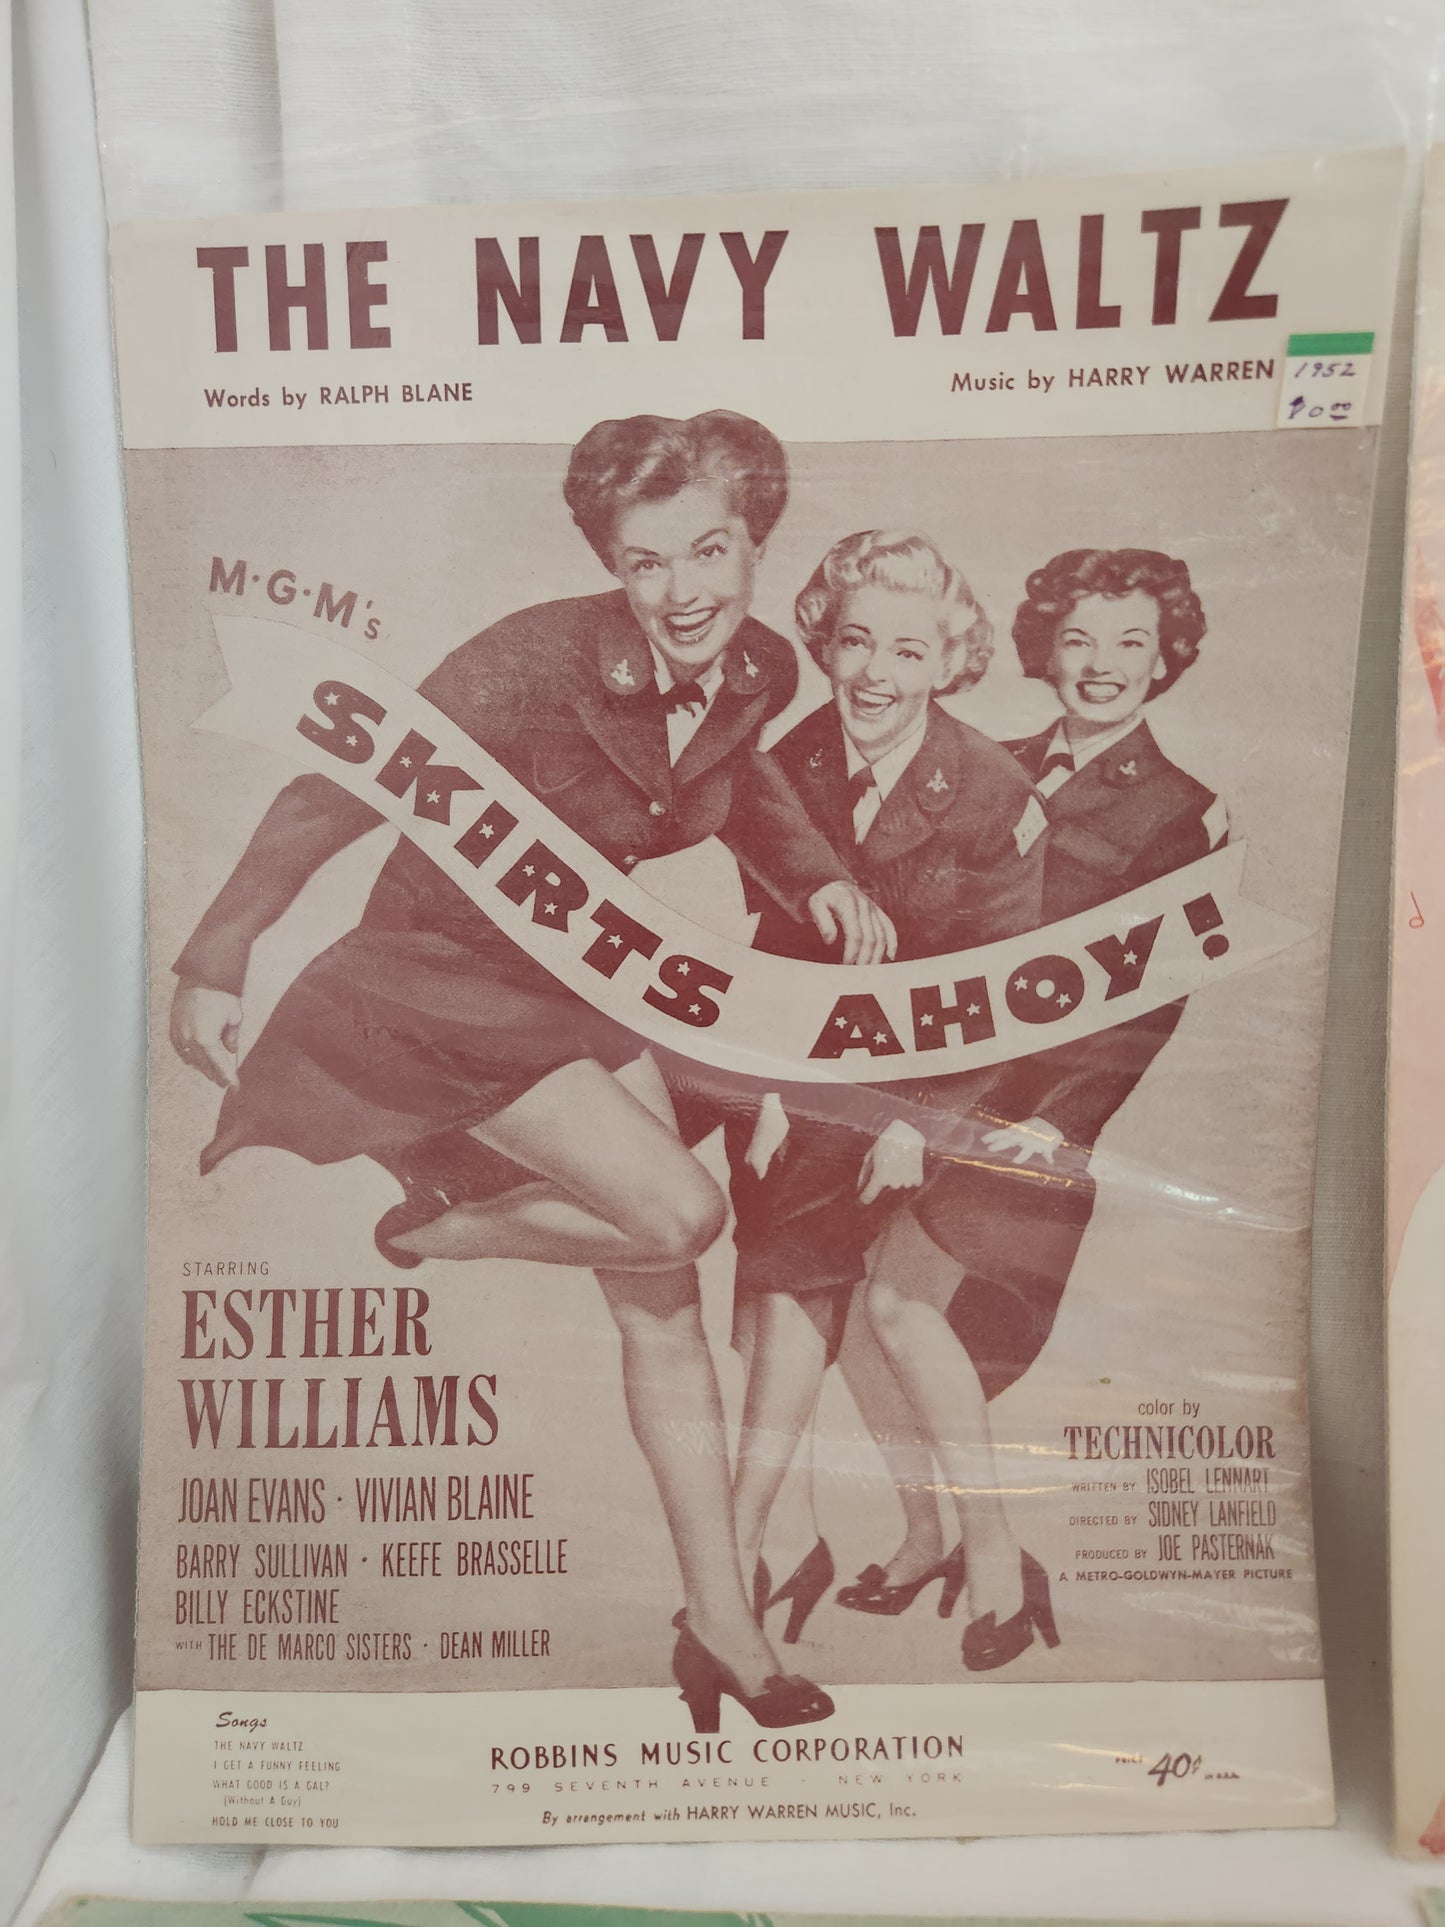 THE NAVY WALTZ
Words by RALPH BLANE
Music by HARRY WARREN
1952
M·G·M's
SKIRTS AHOY!
STARRING
ESTHER
WILLIAMS
JOAN EVANS · VIVIAN BLAINE
BARRY SULLIVAN · KEEFE BRASSELLE
BILLY ECKSTINE
WITH THE DE MARCO SISTERS · DEAN MILLER
color by
TECHNICOLOR
WRITTEN BY ISOBEL LENNART
DIRECTED BY SIDNEY LANFIELD
PRODUCED BY JOE PASTERNAK
A METRO-GOLDWYN-MAYER PICTURE
Songs
THE NAVY WALTZ
I GET A FUNNY FEELING
WHAT GOOD IS A GAL?
(Without A Guy)
HOLD ME CLOSE TO YOU
ROBBINS MUSIC CORPORATION
799 SEVENTH AVENUE · NEW YORK
By arrangement with HARRY WARREN MUSIC, Inc.
PRICE 40¢ IN U.S.A.